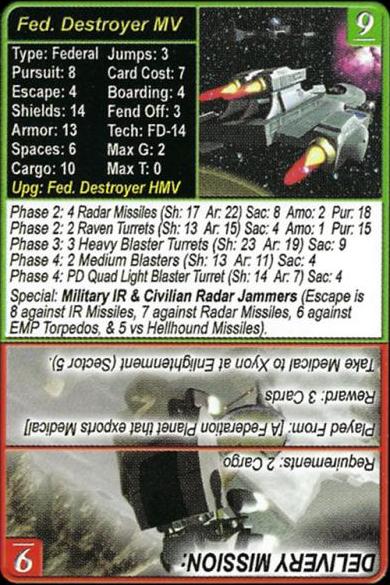 Fed. Destroyer MV
9
Type: Federal Jumps: 3
Pursuit: 8 Card Cost: 7
Escape: 4 Boarding: 4
Shields: 14 Fend Off: 3
Armor: 13 Tech: FD-14
Spaces: 6 Max G: 2
Cargo: 10 Max T: 0
Upg: Fed. Destroyer HMV
Phase 2: 4 Radar Missiles (Sh: 17 Ar: 22) Sac: 8 Amo: 2 Pur: 18
Phase 2: 2 Raven Turrets (Sh: 13 Ar: 15) Sac: 4 Amo: 1 Pur: 15
Phase 3: 3 Heavy Blaster Turrets (Sh: 23 Ar: 19) Sac: 9
Phase 4: 2 Medium Blasters (Sh: 13 Ar: 11) Sac: 4
Phase 4: PD Quad Light Blaster Turret (Sh: 14 Ar: 7) Sac: 4
Special: Military IR & Civilian Radar Jammers (Escape is
8 against IR Missiles, 7 against Radar Missiles, 6 against
EMP Torpedos, & 5 vs Hellhound Missiles).
DELIVERY MISSION:
9
Requirements: 2 Cargo
Played From: [A Federation Planet that exports Medical]
Reward: 3 Cards
Take Medical to Xyon at Enlightenment (Sector 5).